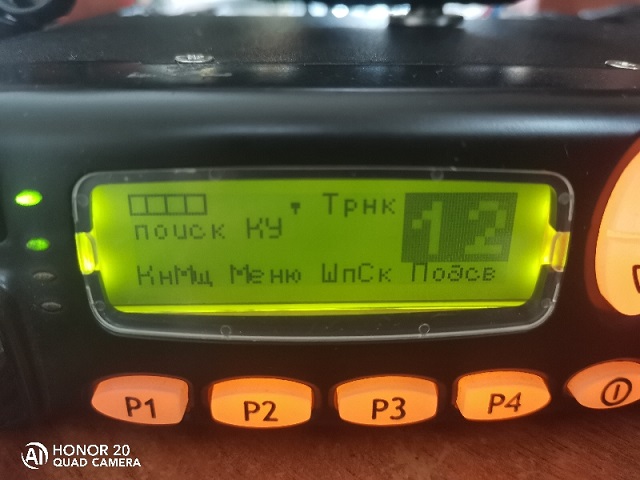 Трнк
12
поиск КУ
КнМщ Меню ШпСк Подсв
P1 P2 P3 P4
HONOR 20
QUAD CAMERA